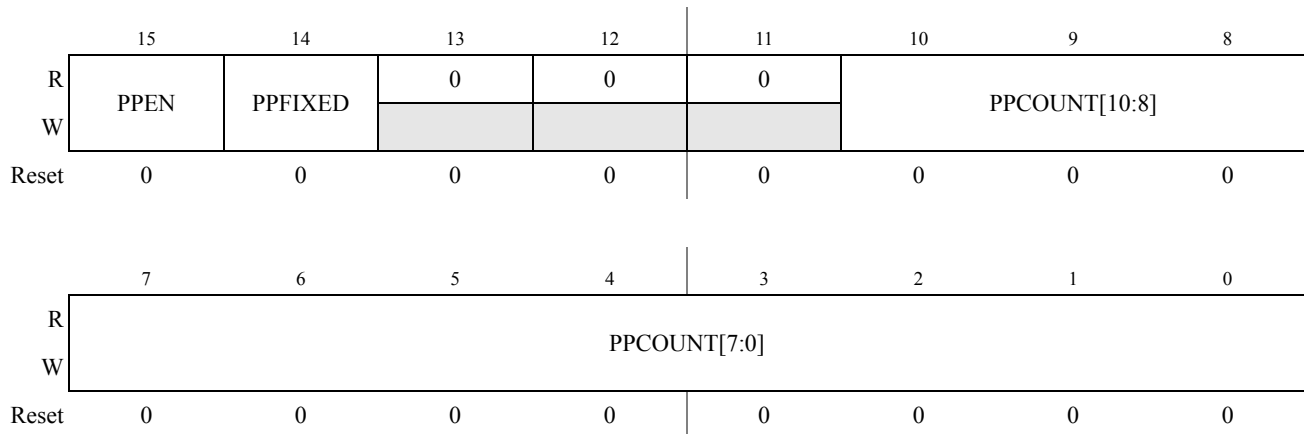 15 14 13 12 11 10 9 8
R PPEN PPFIXED 0 0 0 PPCOUNT[10:8]
W
Reset 0 0 0 0 0 0 0 0
7 6 5 4 3 2 1 0
R PPCOUNT[7:0]
W
Reset 0 0 0 0 0 0 0 0